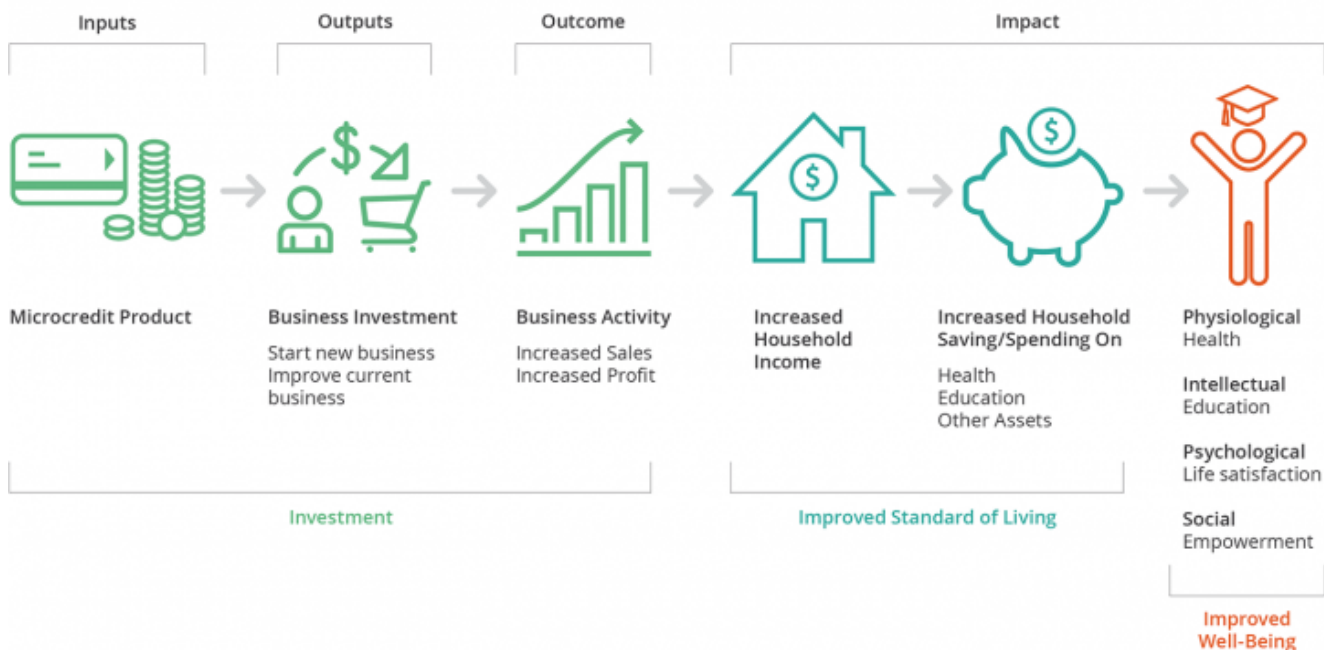 Inputs
Outputs
Outcome
Impact
$
$
$
Microcredit Product
Business Investment
Start new business
Improve current
business
Business Activity
Increased Sales
Increased Profit
Increased
Household
Income
Increased Household
Saving/Spending On
Health
Education
Other Assets
Physiological
Health
Intellectual
Education
Psychological
Life satisfaction
Social
Empowerment
Investment
Improved Standard of Living
Improved
Well-Being